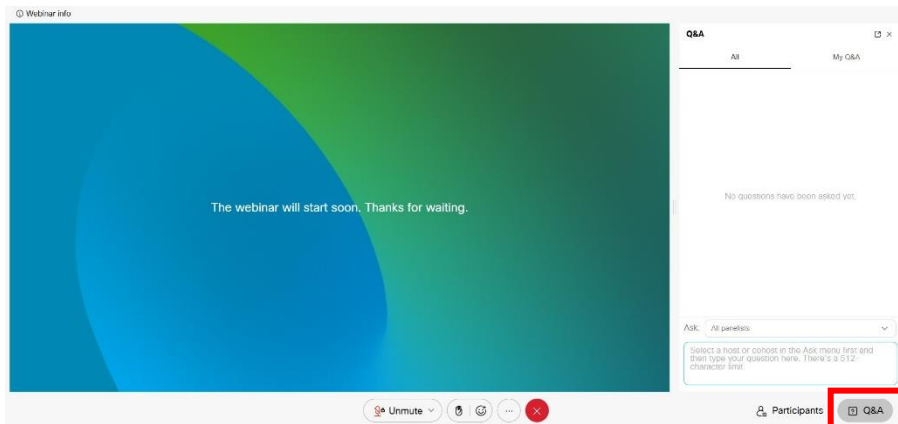 Webinar info
Q&A
All
My Q&A
The webinar will start soon. Thanks for waiting.
No questions have been asked yet.
Ask: All panelists
Select a host or cohost in the Ask menu first and
then type your question here. There's a 512-
character limit.
Unmute
Participants
Q&A